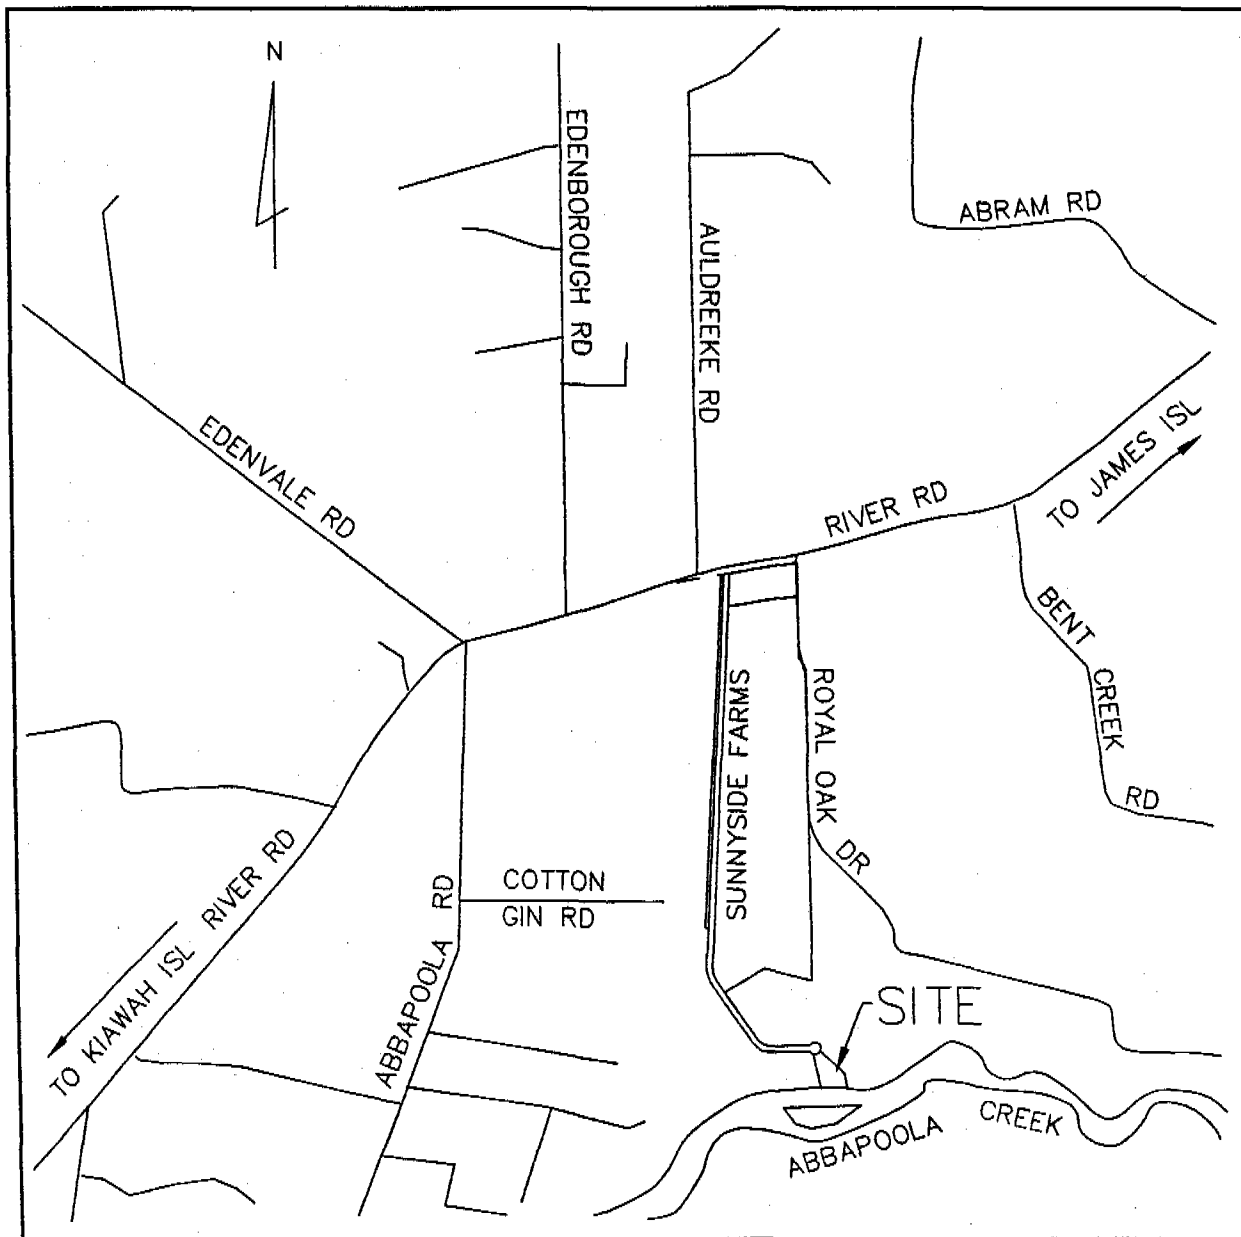 N
EDENBOROUGH RD
AULDREEKE RD
ABRAM RD
EDENVALE RD
RIVER RD
TO JAMES ISL
BENT CREEK RD
SUNNYSIDE FARMS
ROYAL OAK DR
RIVER RD
TO KIAWAH ISL
ABBAPOOLA RD
COTTON
GIN RD
SITE
ABBAPOOLA CREEK